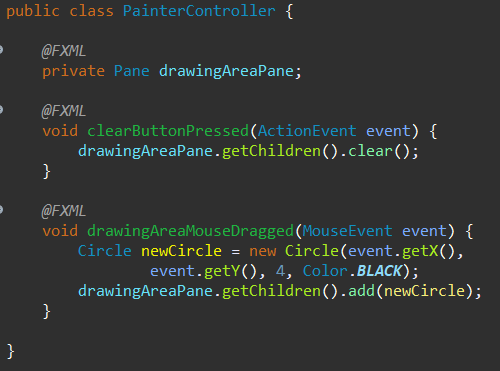 public class PainterController {
@FXML
private Pane drawingAreaPane;
@FXML
void clearButtonPressed(ActionEvent event) {
drawingAreaPane.getChildren().clear();
}
@FXML
void drawingAreaMouseDragged(MouseEvent event) {
Circle newCircle = new Circle(event.getX(),
event.getY(), 4, Color.BLACK);
drawingAreaPane.getChildren().add(newCircle);
}
}